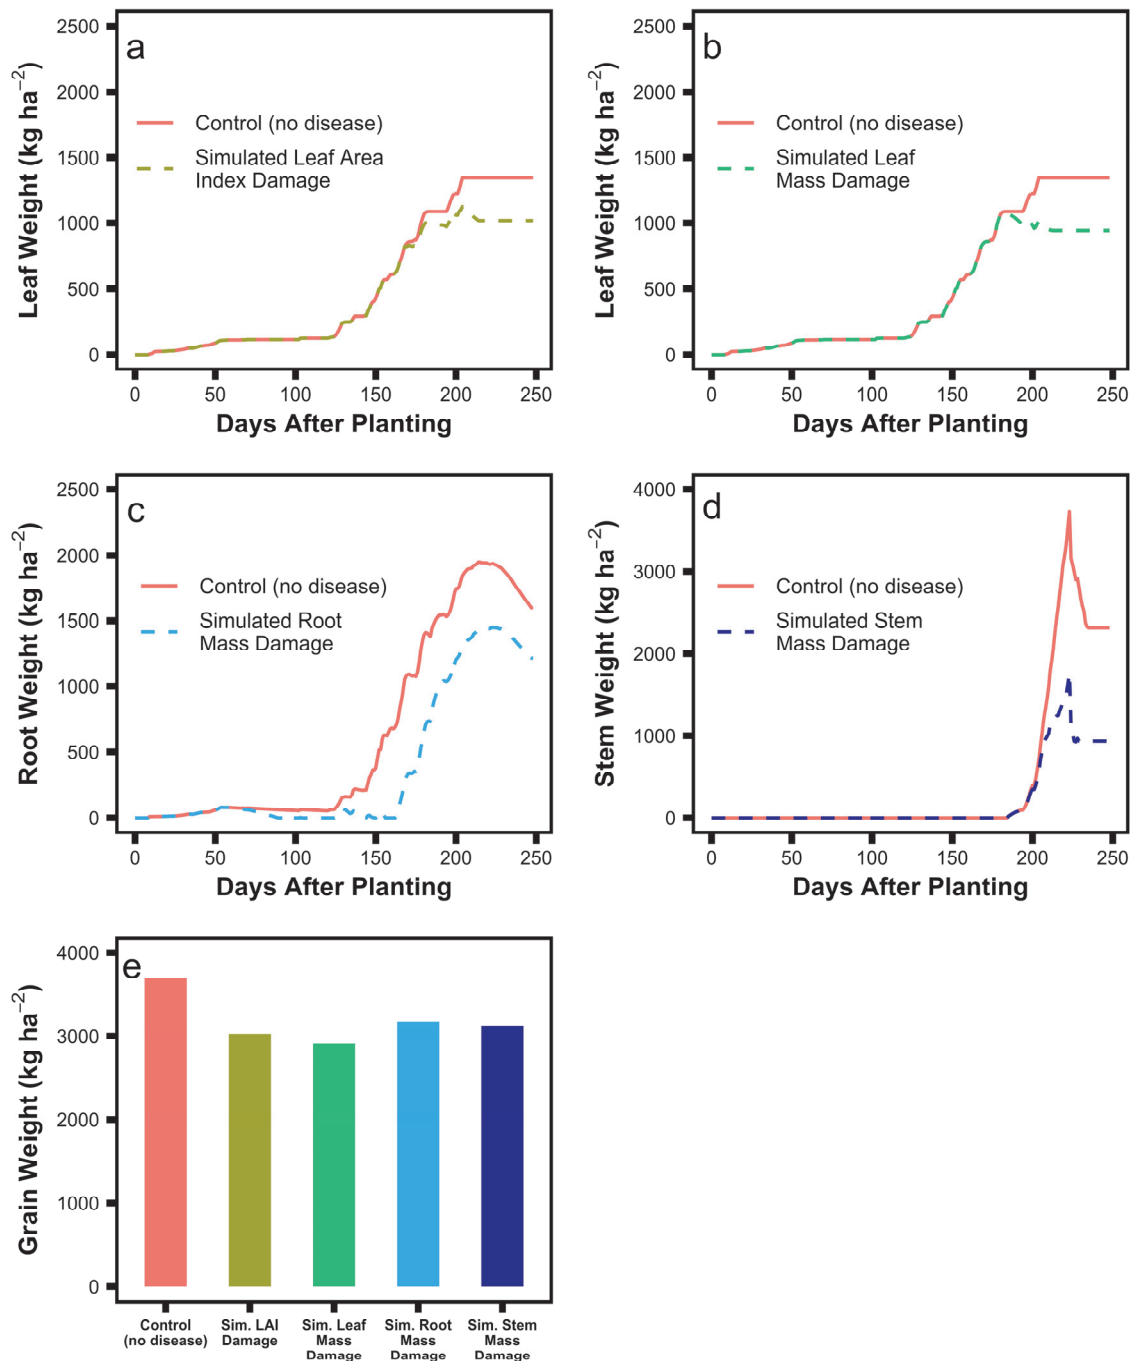 a
2500
2000
1500
1000
500
0
Leaf Weight (kg ha−2)
Control (no disease)
Simulated Leaf Area
Index Damage
0 50 100 150 200 250
Days After Planting
b
2500
2000
1500
1000
500
0
Leaf Weight (kg ha−2)
Control (no disease)
Simulated Leaf
Mass Damage
0 50 100 150 200 250
Days After Planting
c
2500
2000
1500
1000
500
0
Root Weight (kg ha−2)
Control (no disease)
Simulated Root
Mass Damage
0 50 100 150 200 250
Days After Planting
d
4000
3000
2000
1000
0
Stem Weight (kg ha−2)
Control (no disease)
Simulated Stem
Mass Damage
0 50 100 150 200 250
Days After Planting
e
4000
3000
2000
1000
0
Grain Weight (kg ha−2)
Control Sim. LAI Sim. Leaf Sim. Root Sim. Stem
(no disease) Damage Mass Mass Mass
Damage Damage Damage